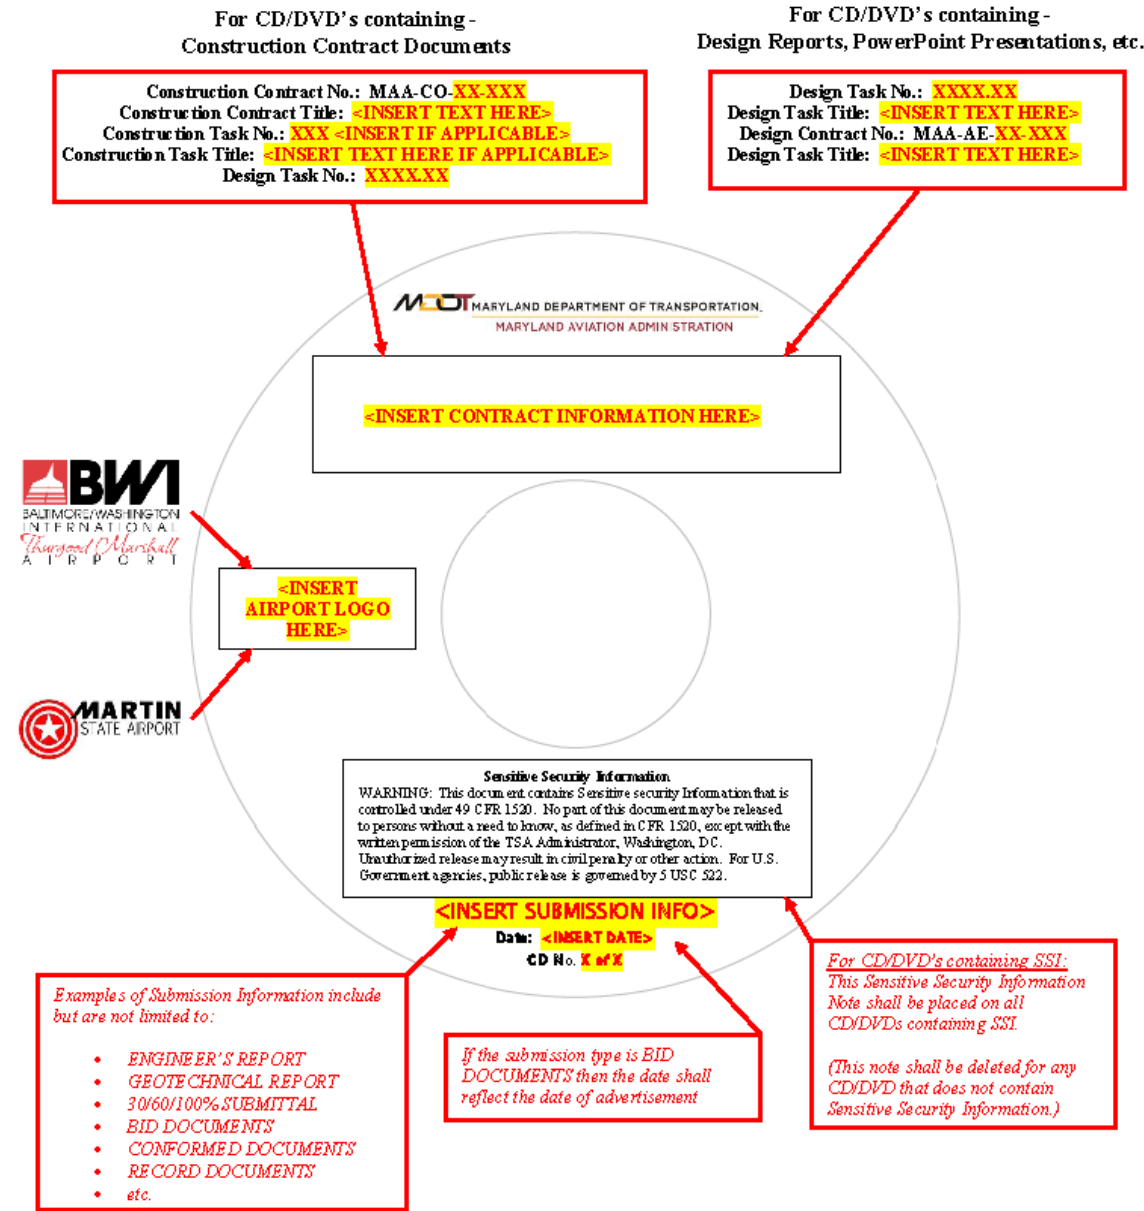 For CD/DVD's containing -
Construction Contract Documents
For CD/DVD's containing -
Design Reports, PowerPoint Presentations, etc.
Construction Contract No.: MAA-CO-XX-XXX
Construction Contract Title: <INSERT TEXT HERE>
Construction Task No.: XXX <INSERT IF APPLICABLE>
Construction Task Title: <INSERT TEXT HERE IF APPLICABLE>
Design Task No.: XXXX.XX
Design Task No.: XXXX.XX
Design Task Title: <INSERT TEXT HERE>
Design Contract No.: MAA-AE-XX-XXX
Design Task Title: <INSERT TEXT HERE>
MDOT MARYLAND DEPARTMENT OF TRANSPORTATION.
MARYLAND AVIATION ADMINISTRATION
<INSERT CONTRACT INFORMATION HERE>
BWI
BALTIMORE/WASHINGTON
INTERNATIONAL
Thurgood Marshall
AIRPORT
<INSERT
AIRPORT LOGO
HERE>
MARTIN
STATE AIRPORT
Sensitive Security Information
WARNING: This document contains Sensitive security Information that is
controlled under 49 CFR 1520. No part of this document may be released
to persons without a need to know, as defined in CFR 1520, except with the
written permission of the TSA Administrator, Washington, DC.
Unauthorized release may result in civil penalty or other action. For U.S.
Government agencies, public release is governed by 5 USC 522.
<INSERT SUBMISSION INFO>
Date: <INSERT DATE>
CD No. X of X
Examples of Submission Information include
but are not limited to:
• ENGINEER'S REPORT
• GEOTECHNICAL REPORT
• 30/60/100% SUBMITTAL
• BID DOCUMENTS
• CONFORMED DOCUMENTS
• RECORD DOCUMENTS
• etc.
If the submission type is BID
DOCUMENTS then the date shall
reflect the date of advertisement
For CD/DVD's containing SSI:
This Sensitive Security Information
Note shall be placed on all
CD/DVDs containing SSI.
(This note shall be deleted for any
CD/DVD that does not contain
Sensitive Security Information.)